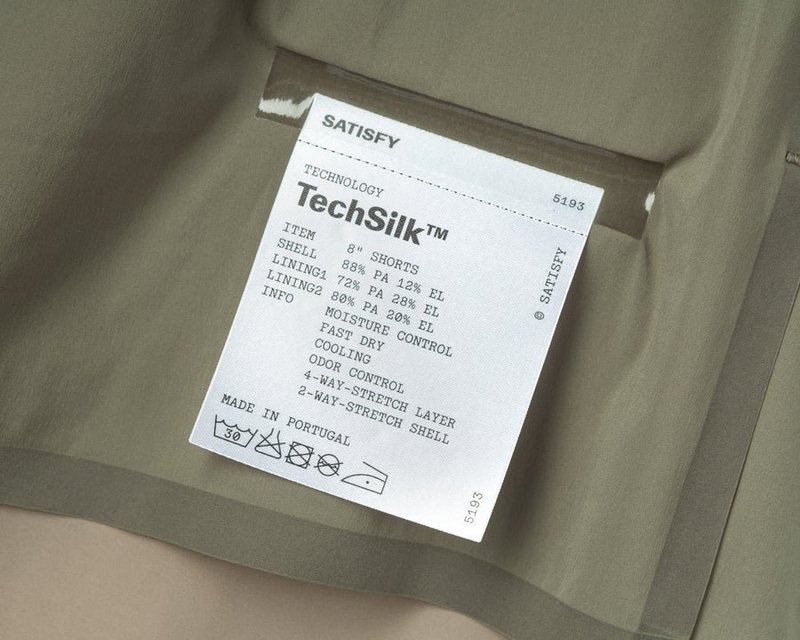 SATISFY
5193
TECHNOLOGY
TechSilk™
ITEM 8" SHORTS
SHELL 88% PA 12% EL
LINING1 72% PA 28% EL
LINING2 80% PA 20% EL
INFO MOISTURE CONTROL
FAST DRY
COOLING
ODOR CONTROL
4-WAY-STRETCH LAYER
2-WAY-STRETCH SHELL
MADE IN PORTUGAL
30
© SATISFY
5193